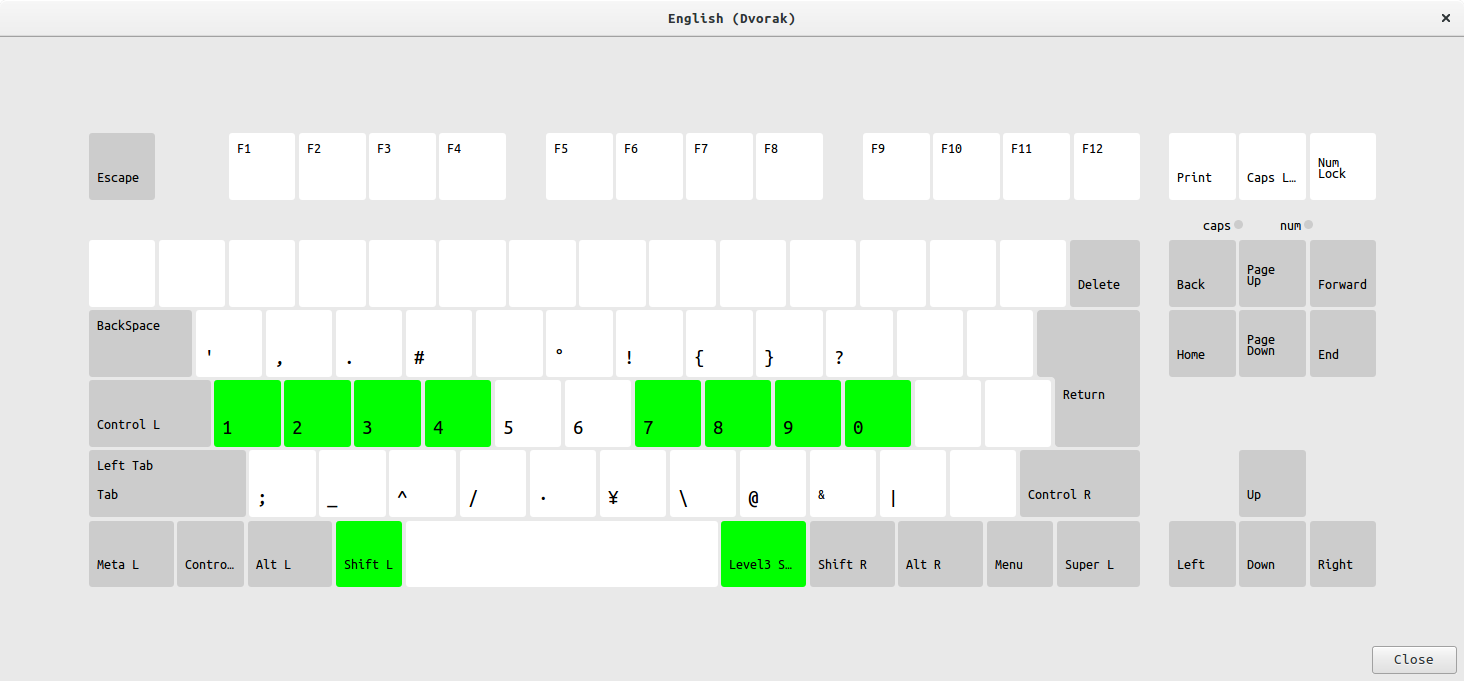 English (Dvorak)
×
Escape
F1 F2 F3 F4 F5 F6 F7 F8 F9 F10 F11 F12
Print
Caps L…
Num
Lock
caps
num
Delete
Back
Page
Up
Forward
BackSpace
' , . # ° ! { } ?
Home
Page
Down
End
Control L
1 2 3 4 5 6 7 8 9 0
Return
Left Tab
Tab
; _ ^ / · ¥ \ @ & |
Control R
Up
Meta L
Contro…
Alt L
Shift L
Level3 S…
Shift R
Alt R
Menu
Super L
Left
Down
Right
Close